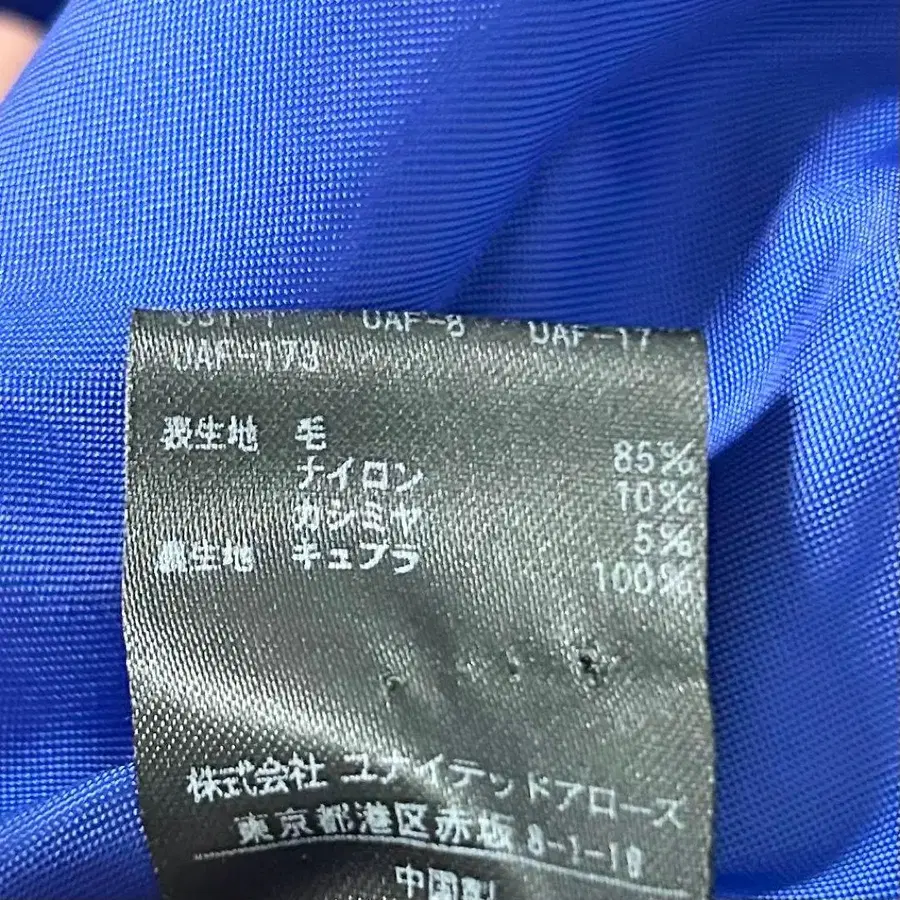 UAF-8 UAF-17
UAF-178
表生地 毛 85%
ナイロン 10%
カシミヤ 5%
裏生地 キュプラ 100%
株式会社 ユナイテッドアローズ
東京都港区赤坂8-1-18
中国製